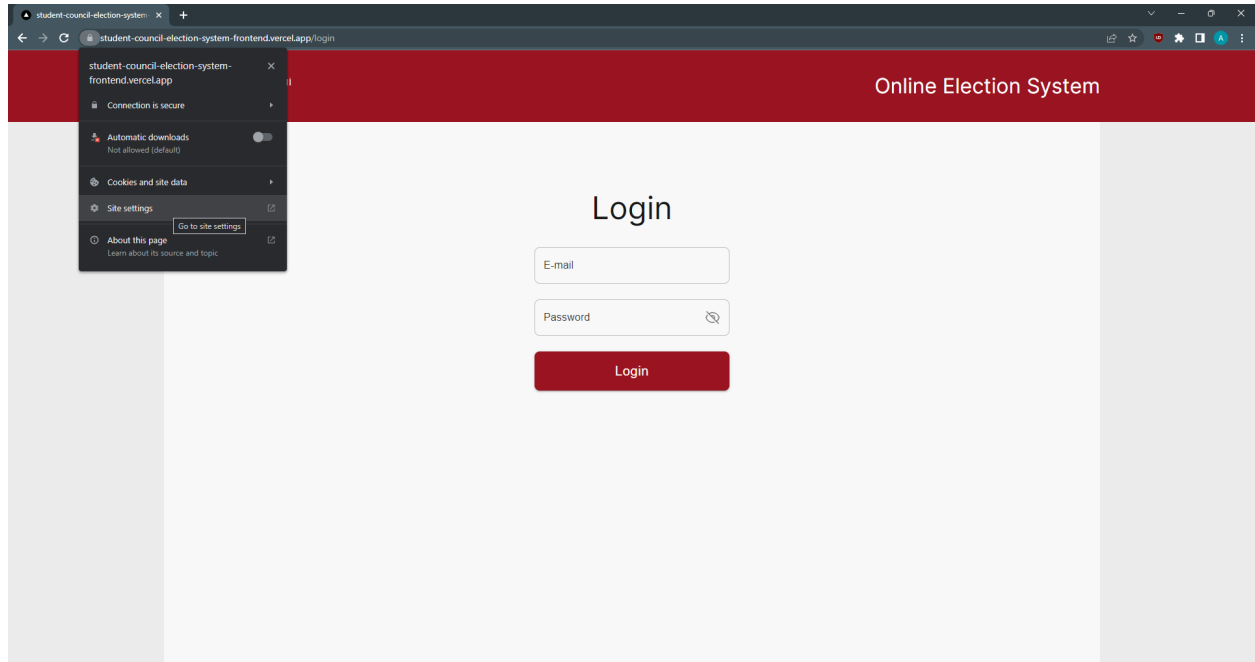 student-council-election-system-
student-council-election-system-frontend.vercel.app/login
student-council-election-system-
frontend.vercel.app
Connection is secure
Automatic downloads
Not allowed (default)
Cookies and site data
Site settings
Go to site settings
About this page
Learn about its source and topic
Online Election System
Login
E-mail
Password
Login
A